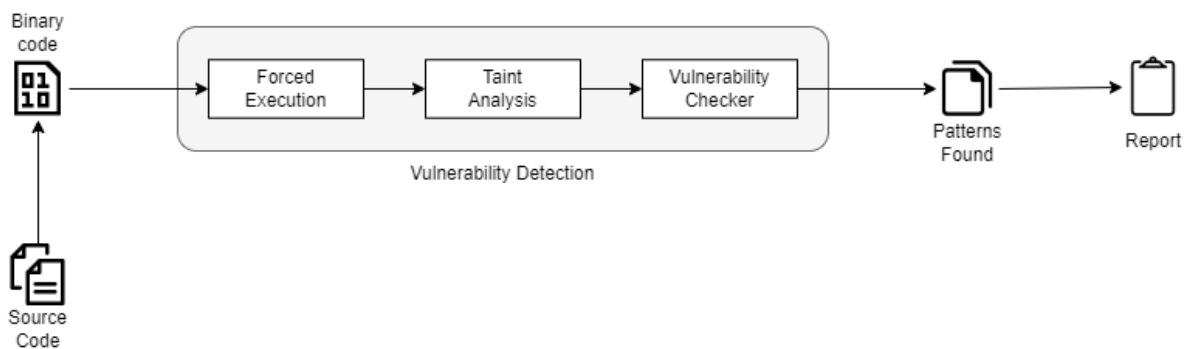 Binary
code
01
10
Forced
Execution
Taint
Analysis
Vulnerability
Checker
Vulnerability Detection
Patterns
Found
Report
Source
Code